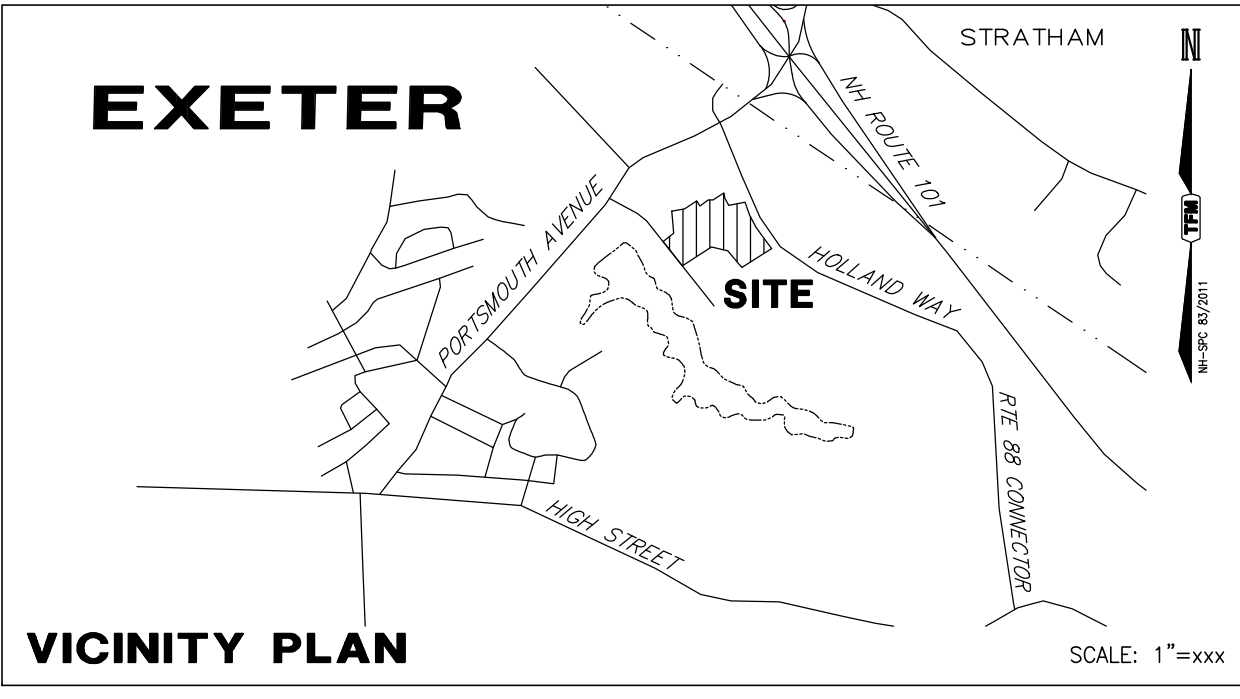 STRATHAM
N
EXETER
NH ROUTE 101
TFM
PORTSMOUTH AVENUE
HOLLAND WAY
SITE
NH-SPC 83/2011
RTE 88 CONNECTOR
HIGH STREET
VICINITY PLAN
SCALE: 1"=xxx